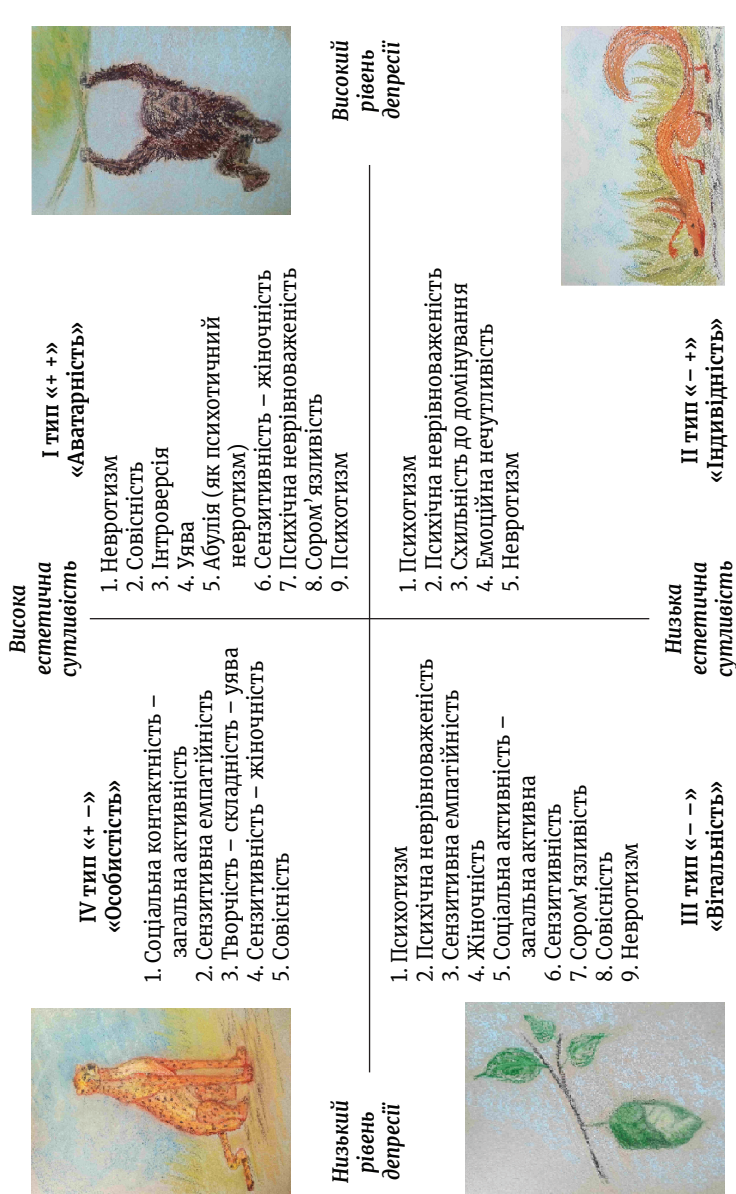 Висока
естетична
сутливість
IV тип «+ –»
«Особистість»
1. Соціальна контактність –
загальна активність
2. Сензитивна емпатійність
3. Творчість – складність – уява
4. Сензитивність – жіночність
5. Совісність
I тип «+ +»
«Аватарність»
1. Невротизм
2. Совісність
3. Інтроверсія
4. Уява
5. Абулія (як психотичний
невротизм)
6. Сензитивність – жіночність
7. Психічна неврівноваженість
8. Сором’язливість
9. Психотизм
Низький
рівень
депресії
Високий
рівень
депресії
1. Психотизм
2. Психічна неврівноваженість
3. Сензитивна емпатійність
4. Жіночність
5. Соціальна активність –
загальна активна
6. Сензитивність
7. Сором’язливість
8. Совісність
9. Невротизм
III тип «– –»
«Вітальність»
1. Психотизм
2. Психічна неврівноваженість
3. Схильність до домінування
4. Емоційна нечутливість
5. Невротизм
II тип «– +»
«Індивідність»
Низька
естетична
сутливість